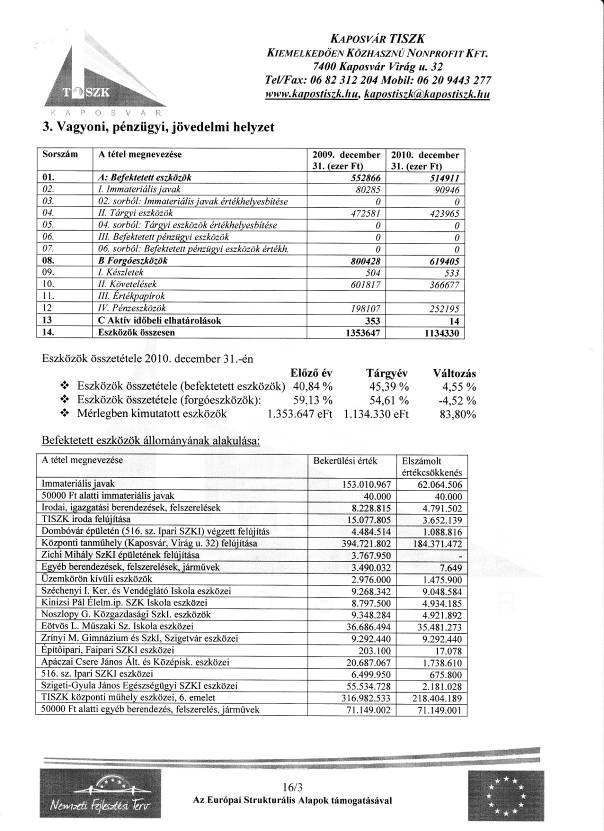 KAPOSVÁR TISZK
KIEMELKEDŐEN KÖZHASZNÚ NONPROFIT KFT.
7400 Kaposvár Virág u. 32
Tel/Fax: 06 82 312 204 Mobil: 06 20 9443 277
www.kapostiszk.hu, kapostiszk@kapostiszk.hu
TISZK
KAPOSVÁR
3. Vagyoni, pénzügyi, jövedelmi helyzet
Sorszám A tétel megnevezése 2009. december 31. (ezer Ft) 2010. december 31. (ezer Ft)
01. A: Befektetett eszközök 552866 514911
02. I. Immateriális javak 80285 90946
03. 02. sorból: Immateriális javak értékhelyesbítése 0 0
04. II. Tárgyi eszközök 472581 423965
05. 04. sorból: Tárgyi eszközök értékhelyesbítése 0 0
06. III. Befektetett pénzügyi eszközök 0 0
07. 06. sorból: Befektetett pénzügyi eszközök értékh. 0 0
08. B Forgóeszközök 800428 619405
09. I. Készletek 504 533
10. II. Követelések 601817 366677
11. III. Értékpapírok
12 IV. Pénzeszközök 198107 252195
13 C Aktív időbeli elhatárolások 353 14
14. Eszközök összesen 1353647 1134330
Eszközök összetétele 2010. december 31.-én
Előző év Tárgyév Változás
❖ Eszközök összetétele (befektetett eszközök) 40,84 % 45,39 % 4,55 %
❖ Eszközök összetétele (forgóeszközök): 59,13 % 54,61 % -4,52 %
❖ Mérlegben kimutatott eszközök 1.353.647 eFt 1.134.330 eFt 83,80%
Befektetett eszközök állományának alakulása:
A tétel megnevezése Bekerülési érték Elszámolt értékcsökkenés
Immateriális javak 153.010.967 62.064.506
50000 Ft alatti immateriális javak 40.000 40.000
Irodai, igazgatási berendezések, felszerelések 8.228.815 4.791.502
TISZK iroda felújítása 15.077.805 3.652.139
Dombóvár épületén (516. sz. Ipari SZKI) végzett felújítás 4.484.514 1.088.816
Központi tanműhely (Kaposvár, Virág u. 32) felújítása 394.721.802 184.371.472
Zichi Mihály SzKI épületének felújítása 3.767.950 -
Egyéb berendezések, felszerelések, járművek 3.490.032 7.649
Üzemkörön kívüli eszközök 2.976.000 1.475.900
Széchenyi I. Ker. és Vendéglátó Iskola eszközei 9.268.342 9.048.584
Kinizsi Pál Élelm.ip. SZK Iskola eszközei 8.797.500 4.934.185
Noszlopy G. Közgazdasági SzkI. eszközök 9.348.284 4.921.892
Eötvös L. Műszaki Sz. Iskola eszközei 36.686.494 35.481.273
Zrínyi M. Gimnázium és SzkI, Szigetvár eszközei 9.292.440 9.292.440
Építőipari, Faipari SZKI eszközei 203.100 17.078
Apáczai Csere János Ált. és Középisk. eszközei 20.687.067 1.738.610
516. sz. Ipari SZKI eszközei 6.499.950 675.800
Szigeti-Gyula János Egészségügyi SZKI eszközei 55.534.728 2.181.028
TISZK központi műhely eszközei, 6. emelet 316.982.533 218.404.189
50000 Ft alatti egyéb berendezés, felszerelés, járművek 71.149.002 71.149.001
Nemzeti Fejlesztési Terv
16/3
Az Európai Strukturális Alapok támogatásával